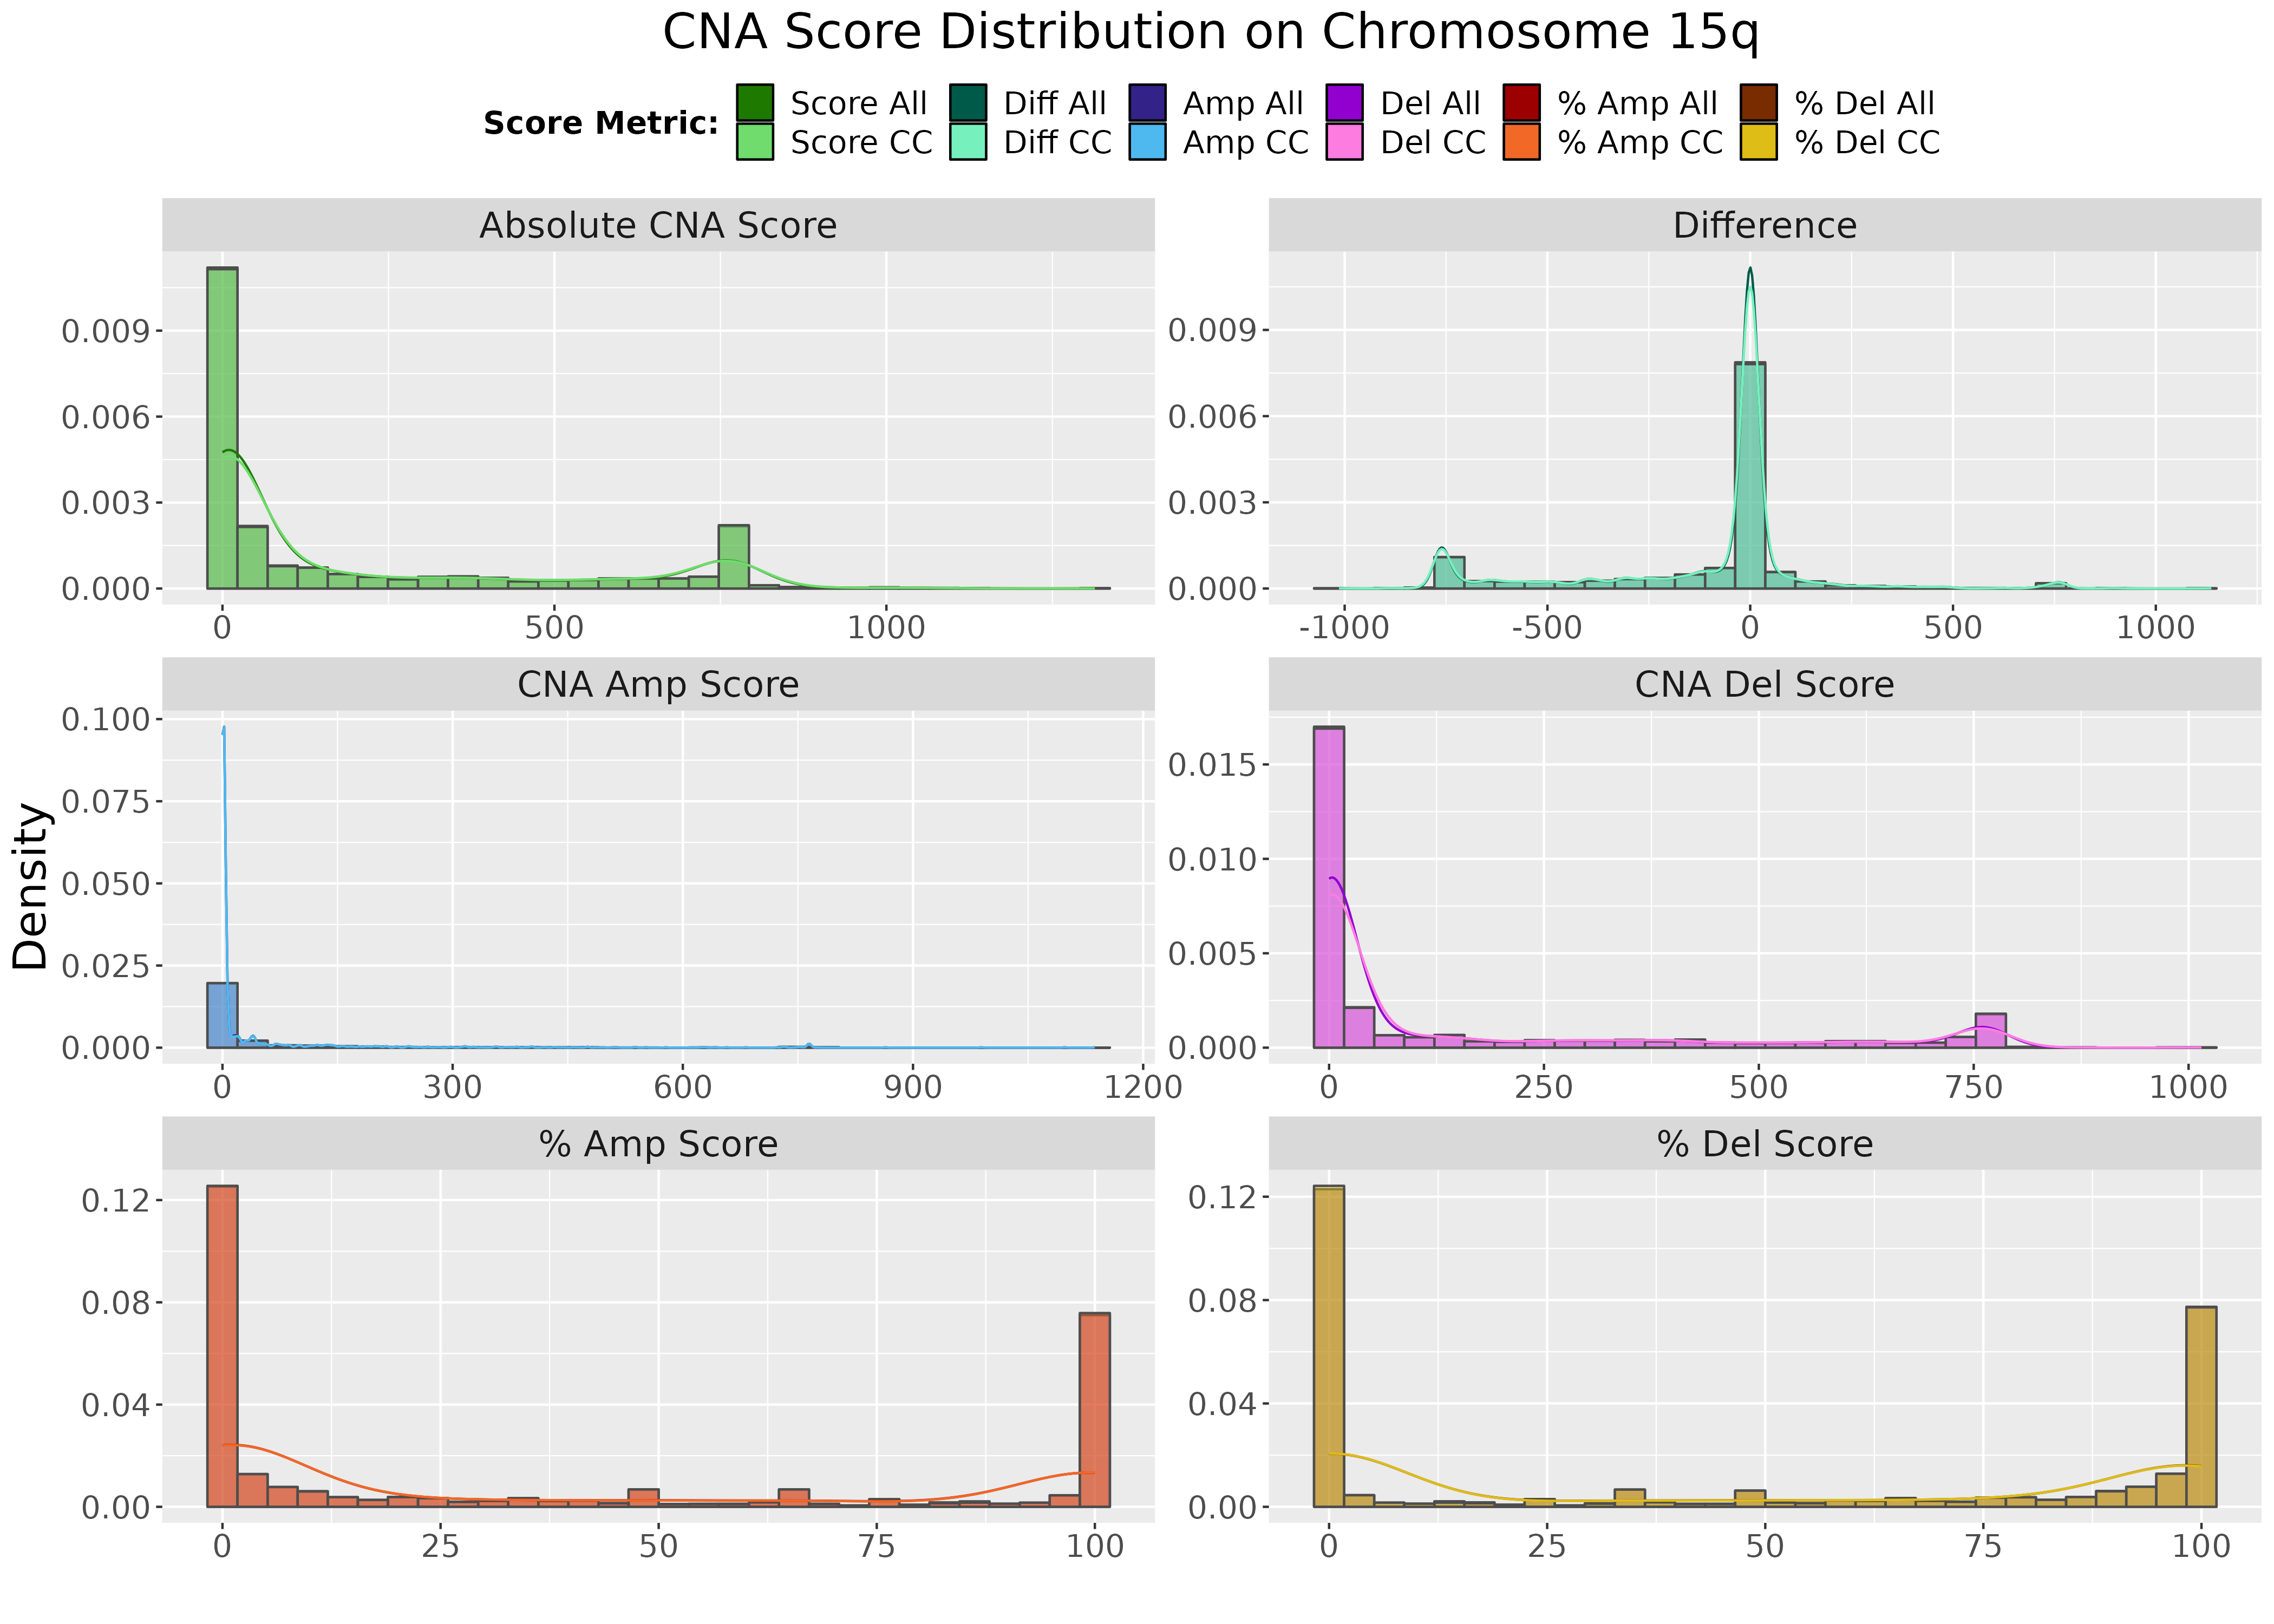 CNA Score Distribution on Chromosome 15q
Score Metric:
Score All Diff All Amp All Del All % Amp All % Del All
Score CC Diff CC Amp CC Del CC % Amp CC % Del CC
Absolute CNA Score
0.009
0.006
0.003
0.000
0 500 1000
Difference
0.009
0.006
0.003
0.000
-1000 -500 0 500 1000
Density
CNA Amp Score
0.100
0.075
0.050
0.025
0.000
0 300 600 900 1200
CNA Del Score
0.015
0.010
0.005
0.000
0 250 500 750 1000
% Amp Score
0.12
0.08
0.04
0.00
0 25 50 75 100
% Del Score
0.12
0.08
0.04
0.00
0 25 50 75 100